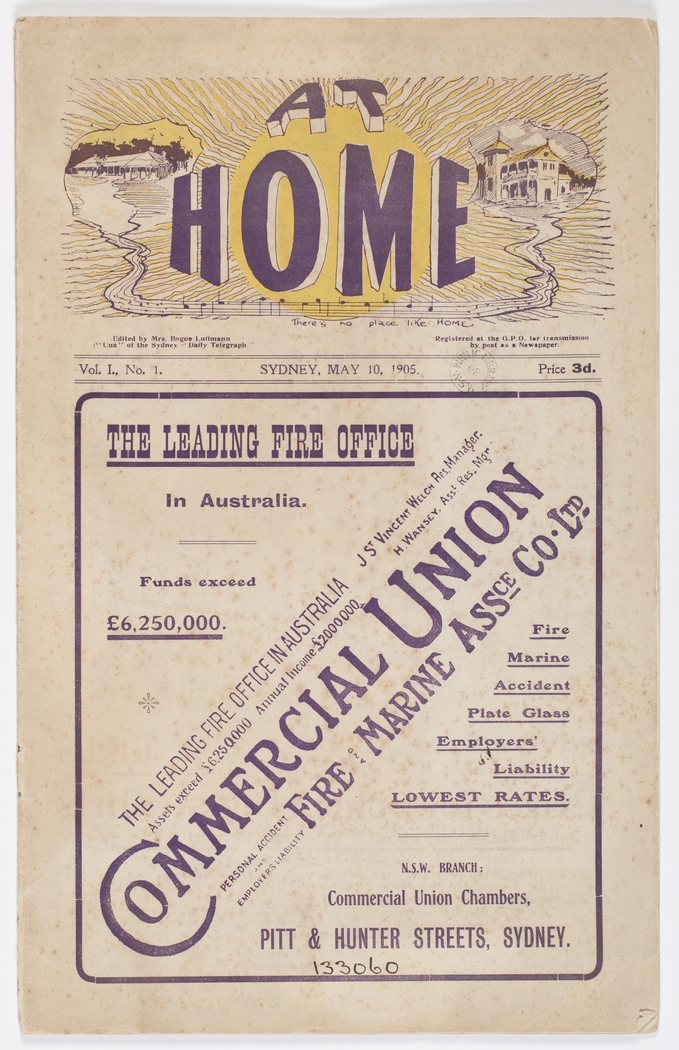 AT
HOME
There's no place like HOME
Edited by Mrs. Bogue Luffmann
("Una" of the Sydney "Daily Telegraph."
Registered at the G.P.O. for transmission
by post as a Newspaper.
Vol. I., No. 1.
SYDNEY, MAY 10, 1905.
Price 3d.
THE LEADING FIRE OFFICE
In Australia.
Funds exceed
£6,250,000.
J ST VINCENT WELCH Res. Manager.
H. WANSEY. Asst Res. Mgr.
THE LEADING FIRE OFFICE IN AUSTRALIA
Assets exceed £6.250000 Annual Income £2000000
COMMERCIAL UNION
FIRE AND MARINE ASSCE CO. LTD
PERSONAL ACCIDENT
AND
EMPLOYERS LIABILITY
Fire
Marine
Accident
Plate Glass
Employers'
Liability
LOWEST RATES.
N.S.W. BRANCH:
Commercial Union Chambers,
PITT & HUNTER STREETS, SYDNEY.
133060